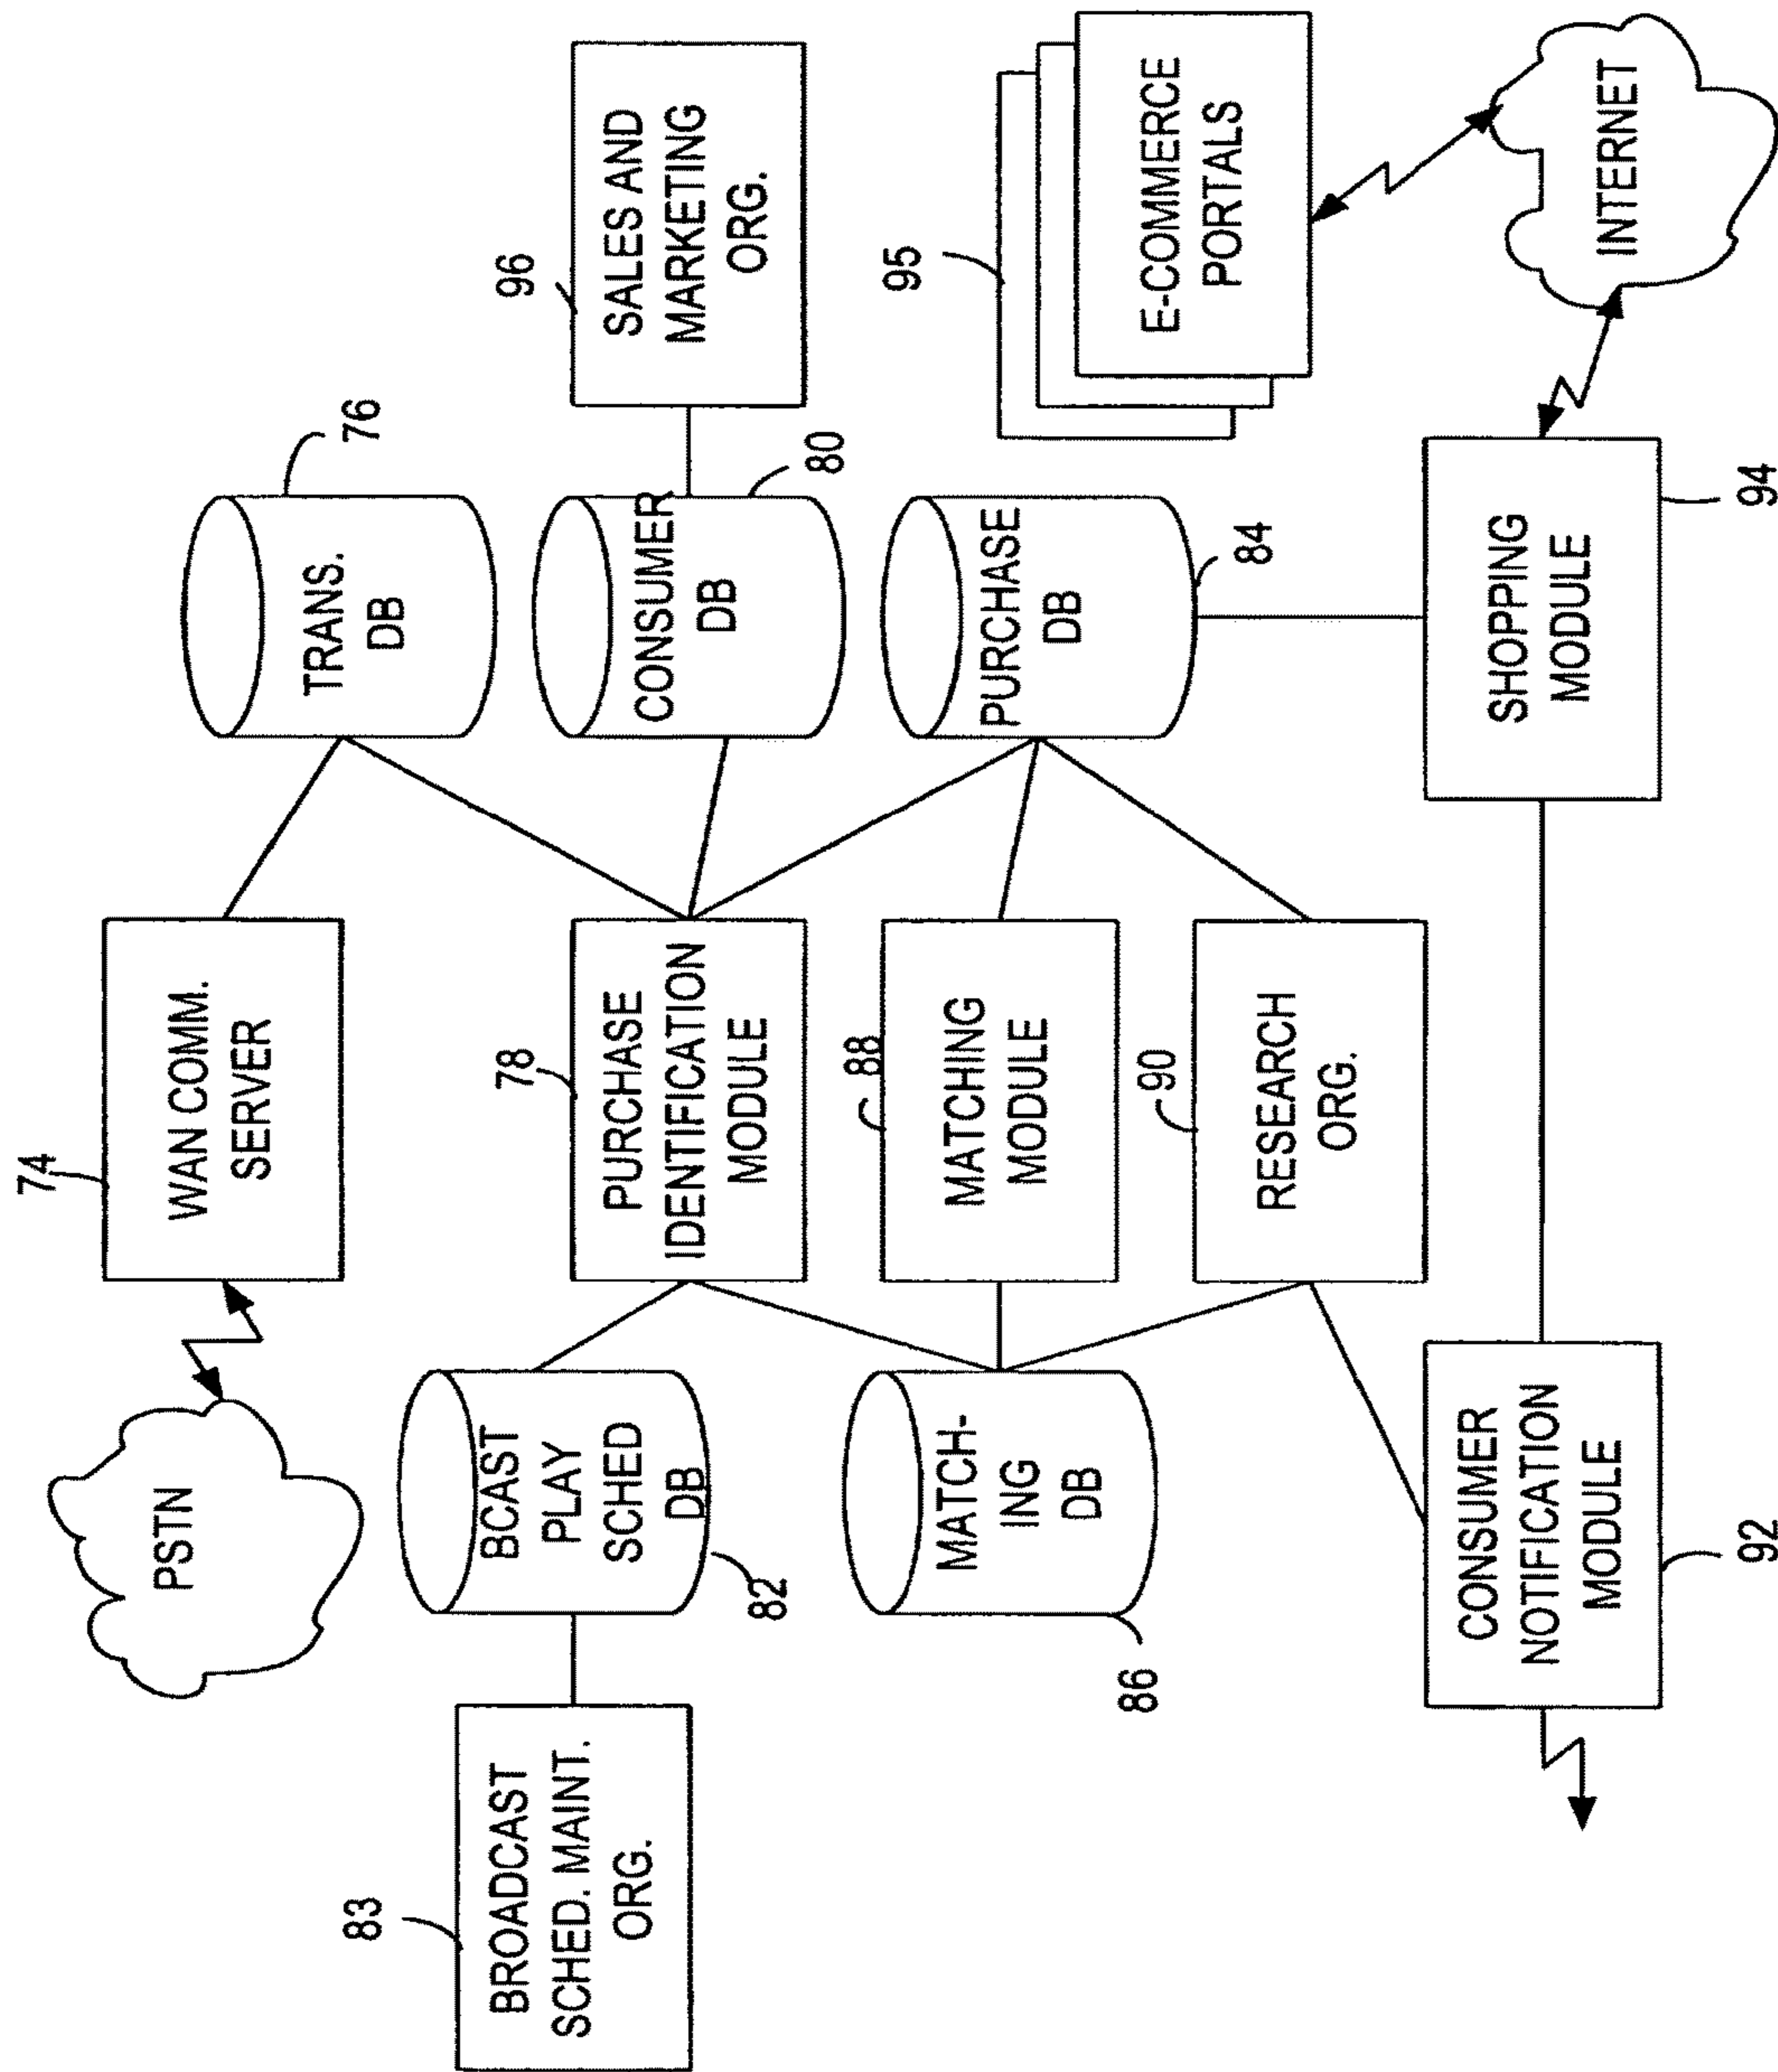 PSTN
74
WAN COMM.
SERVER
TRANS.
DB
76
83
BROADCAST
SCHED. MAINT.
ORG.
BCAST
PLAY
SCHED
DB
82
78
PURCHASE
IDENTIFICATION
MODULE
CONSUMER
DB
80
96
SALES AND
MARKETING
ORG.
MATCH-
ING
DB
86
88
MATCHING
MODULE
PURCHASE
DB
84
95
E-COMMERCE
PORTALS
90
RESEARCH
ORG.
CONSUMER
NOTIFICATION
MODULE
92
SHOPPING
MODULE
94
INTERNET